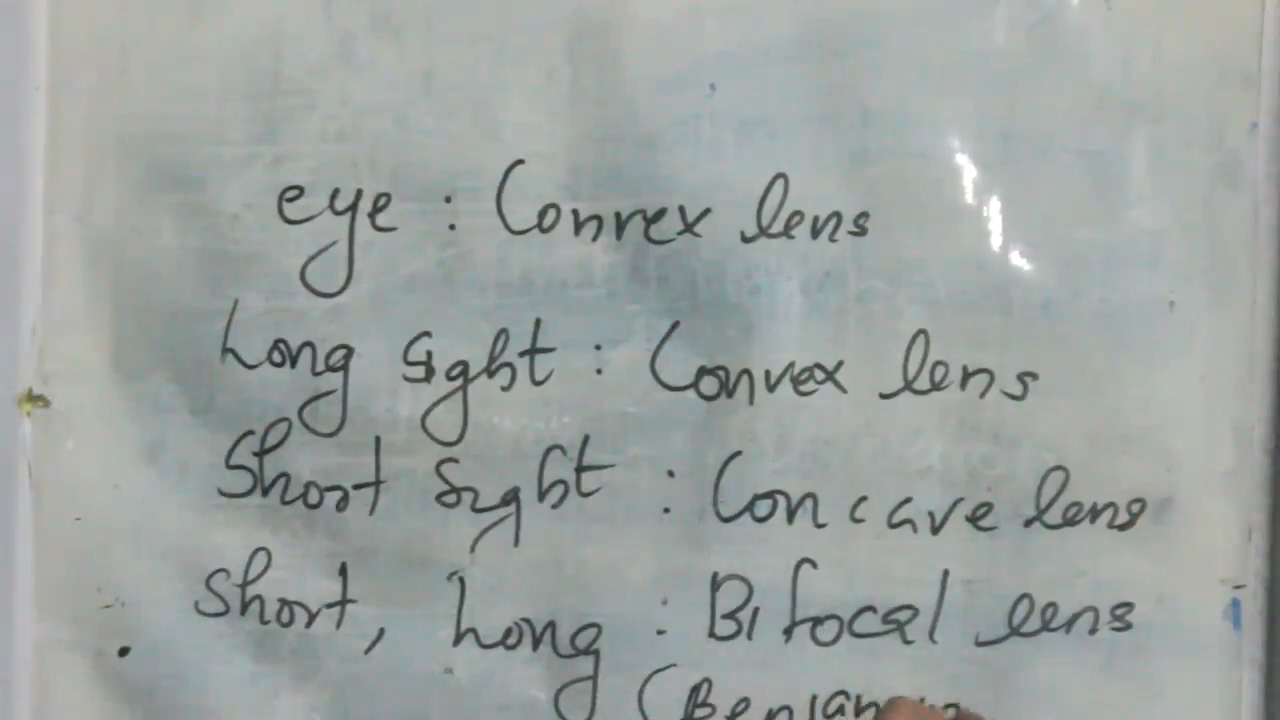 eye : Convex lens
Long sight : Convex lens
Short sight : Concave lens
Short, Long : Bifocal lens